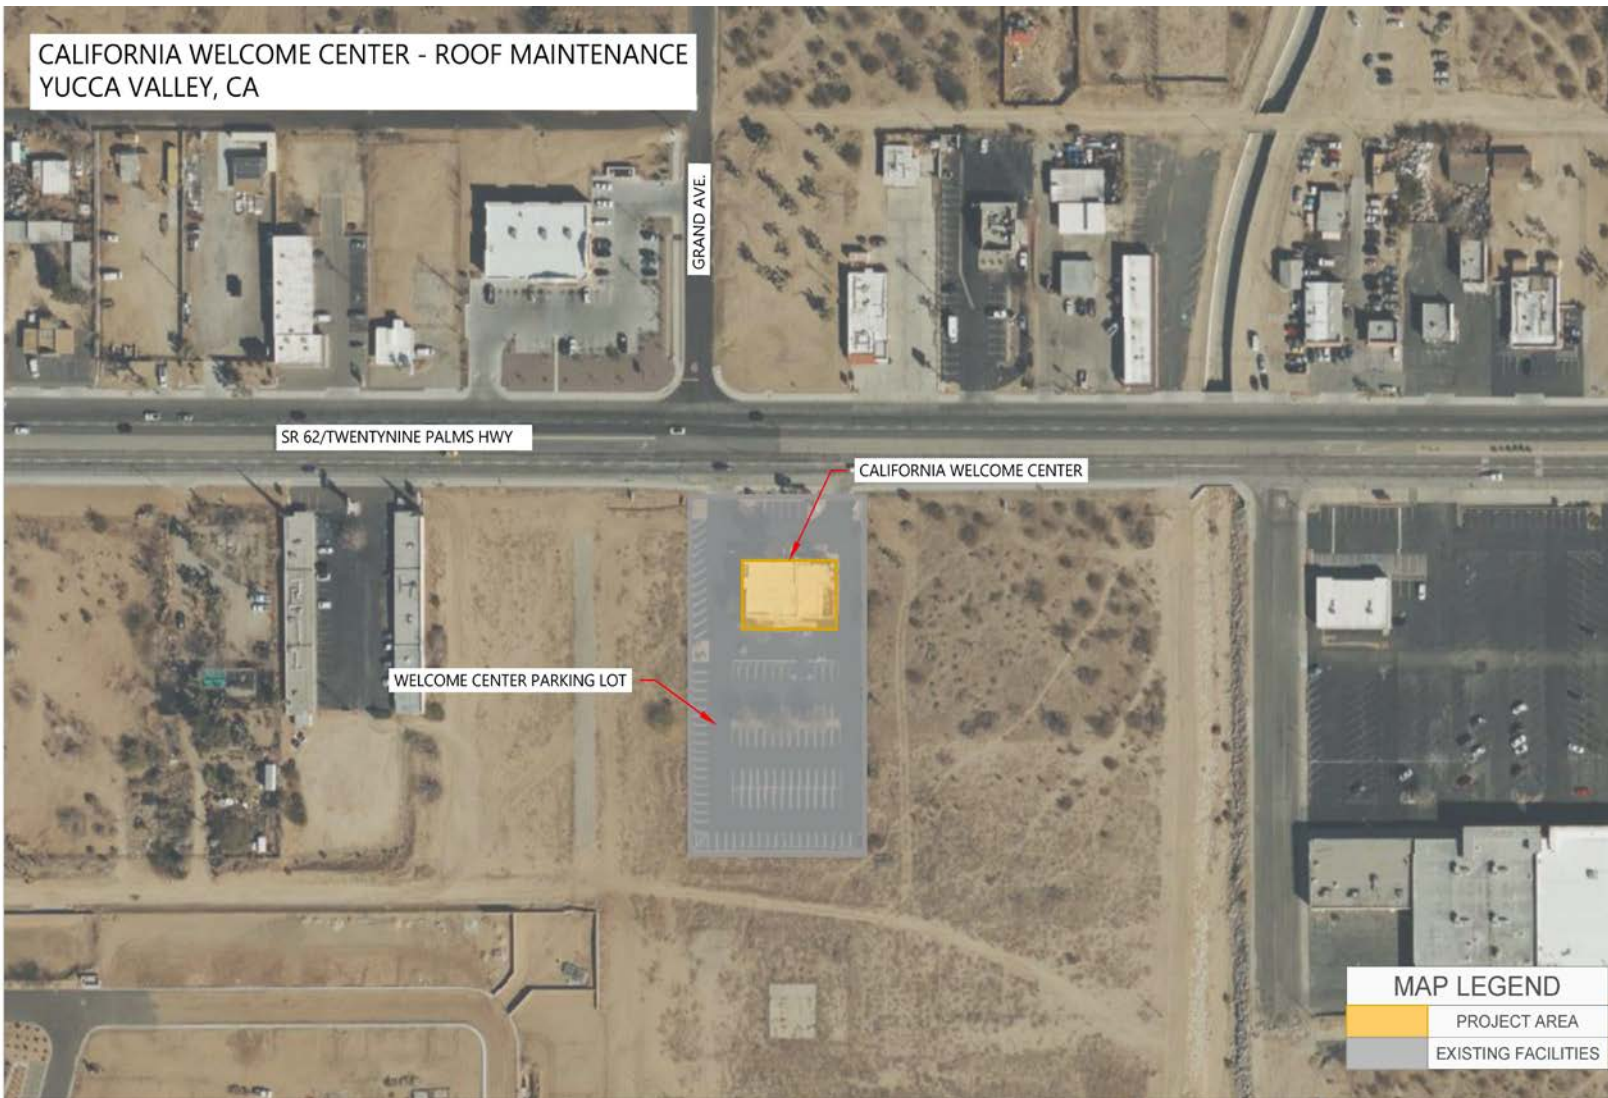 CALIFORNIA WELCOME CENTER - ROOF MAINTENANCE
YUCCA VALLEY, CA
GRAND AVE.
SR 62/TWENTYNINE PALMS HWY
CALIFORNIA WELCOME CENTER
WELCOME CENTER PARKING LOT
MAP LEGEND
PROJECT AREA
EXISTING FACILITIES